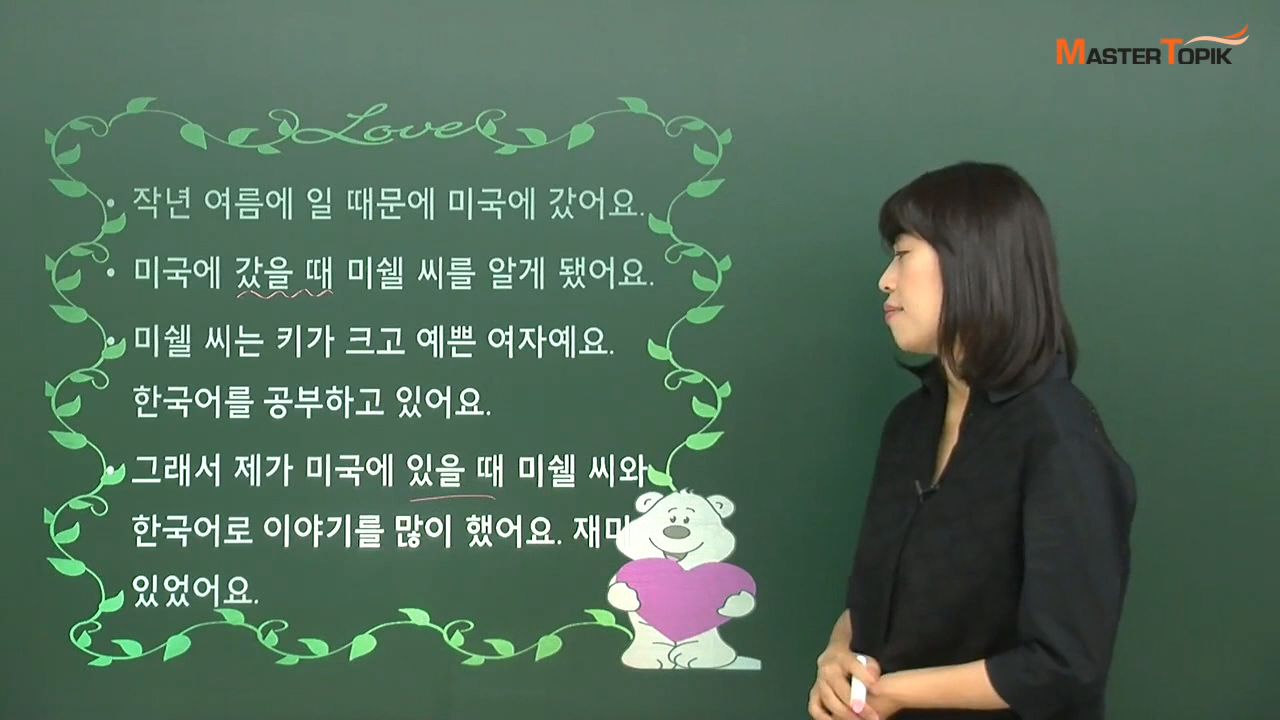 MASTERTOPIK
Love
• 작년 여름에 일 때문에 미국에 갔어요.
• 미국에 갔을 때 미쉘 씨를 알게 됐어요.
• 미쉘 씨는 키가 크고 예쁜 여자예요.
한국어를 공부하고 있어요.
• 그래서 제가 미국에 있을 때 미쉘 씨와
한국어로 이야기를 많이 했어요. 재미
있었어요.